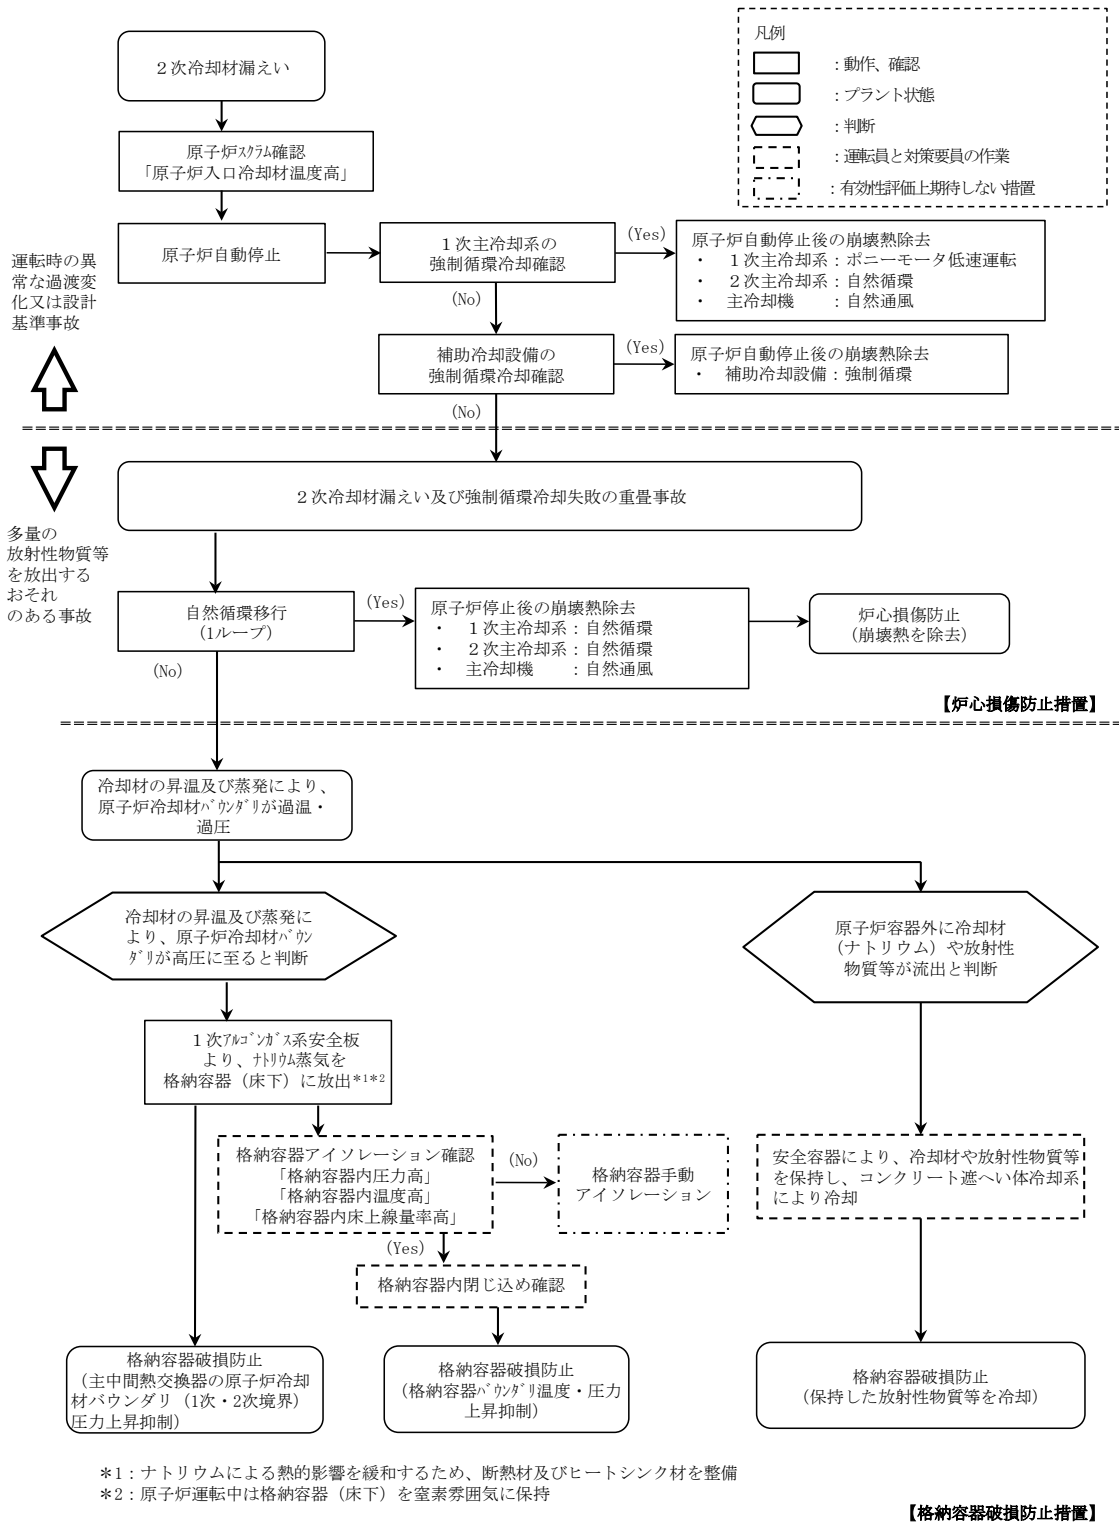 凡例
：動作、確認
：プラント状態
：判断
：運転員と対策要員の作業
：有効性評価上期待しない措置
２次冷却材漏えい
原子炉ｽｸﾗﾑ確認
「原子炉入口冷却材温度高」
原子炉自動停止
１次主冷却系の
強制循環冷却確認
(Yes)
原子炉自動停止後の崩壊熱除去
・　１次主冷却系：ポニーモータ低速運転
・　２次主冷却系：自然循環
・　主冷却機　　：自然通風
(No)
補助冷却設備の
強制循環冷却確認
(Yes)
原子炉自動停止後の崩壊熱除去
・　補助冷却設備：強制循環
(No)
運転時の異
常な過渡変
化又は設計
基準事故
多量の
放射性物質等
を放出する
おそれ
のある事故
２次冷却材漏えい及び強制循環冷却失敗の重畳事故
自然循環移行
(1ループ)
(Yes)
原子炉停止後の崩壊熱除去
・　１次主冷却系：自然循環
・　２次主冷却系：自然循環
・　主冷却機　　：自然通風
炉心損傷防止
(崩壊熱を除去)
(No)
【炉心損傷防止措置】
冷却材の昇温及び蒸発により、
原子炉冷却材ﾊﾞｳﾝﾀﾞﾘが過温・
過圧
冷却材の昇温及び蒸発に
より、原子炉冷却材ﾊﾞｳﾝ
ﾀﾞﾘが高圧に至ると判断
原子炉容器外に冷却材
（ナトリウム）や放射性
物質等が流出と判断
１次ｱﾙｺﾞﾝｶﾞｽ系安全板
より、ﾅﾄﾘｳﾑ蒸気を
格納容器（床下）に放出*1*2
格納容器アイソレーション確認
「格納容器内圧力高」
「格納容器内温度高」
「格納容器内床上線量率高」
(No)
格納容器手動
アイソレーション
安全容器により、冷却材や放射性物質等
を保持し、コンクリート遮へい体冷却系
により冷却
(Yes)
格納容器内閉じ込め確認
格納容器破損防止
（主中間熱交換器の原子炉冷却
材バウンダリ（1次・2次境界）
圧力上昇抑制）
格納容器破損防止
（格納容器ﾊﾞｳﾝﾀﾞﾘ温度・圧力
上昇抑制）
格納容器破損防止
（保持した放射性物質等を冷却）
＊1：ナトリウムによる熱的影響を緩和するため、断熱材及びヒートシンク材を整備
＊2：原子炉運転中は格納容器（床下）を窒素雰囲気に保持
【格納容器破損防止措置】